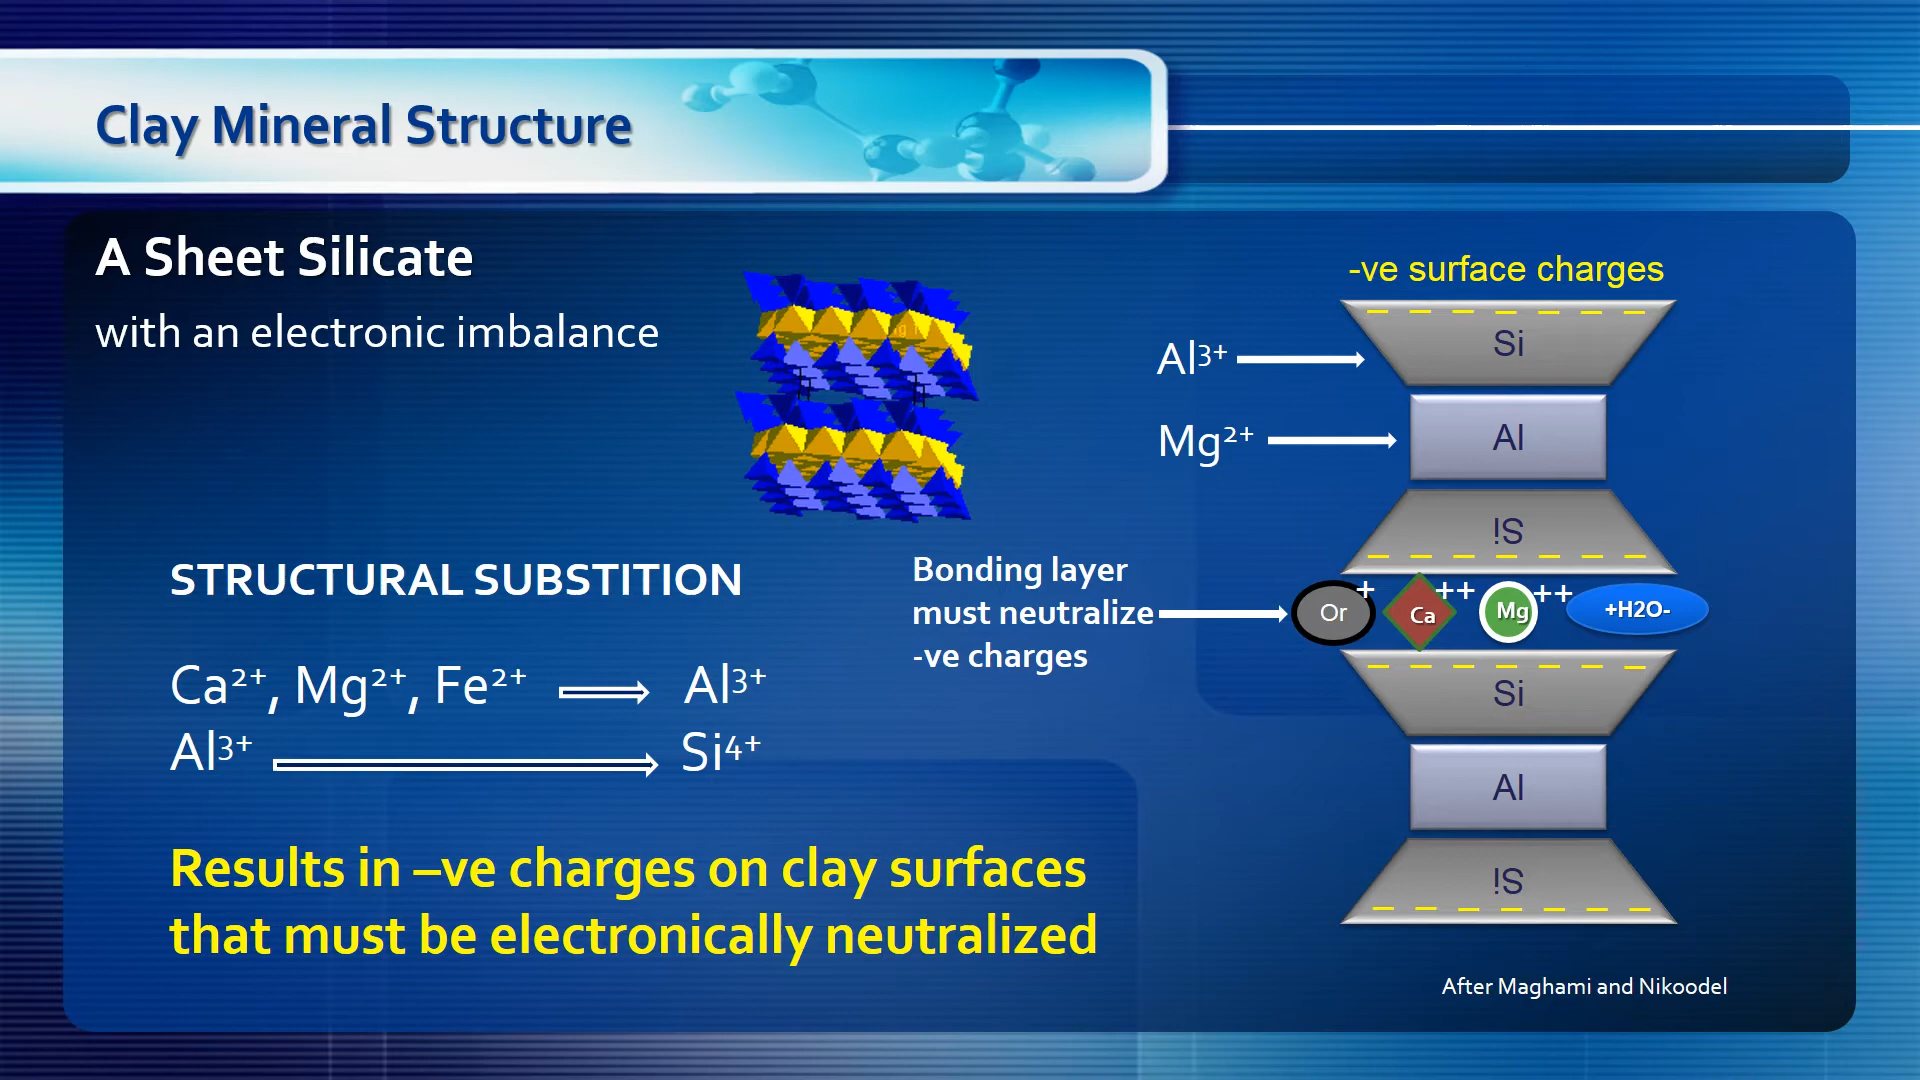 Clay Mineral Structure
A Sheet Silicate
with an electronic imbalance
STRUCTURAL SUBSTITION
Ca²⁺, Mg²⁺, Fe²⁺ ⟹ Al³⁺
Al³⁺ ⟹ Si⁴⁺
Results in –ve charges on clay surfaces
that must be electronically neutralized
Bonding layer
must neutralize
-ve charges
-ve surface charges
Al³⁺
Mg²⁺
Si
Al
Si
Or +
Ca ++
Mg ++
+H2O-
Si
Al
Si
After Maghami and Nikoodel